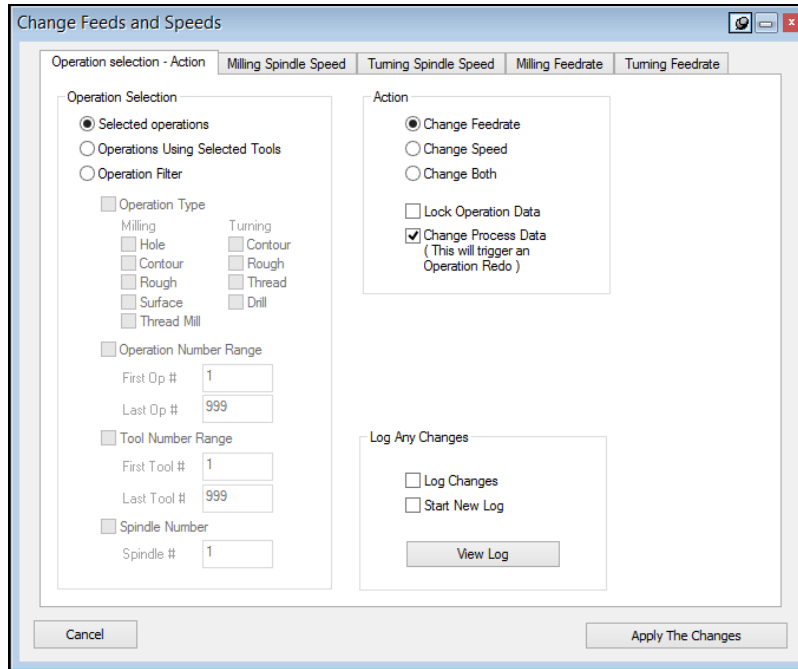 Change Feeds and Speeds
Operation selection - Action
Milling Spindle Speed
Turning Spindle Speed
Milling Feedrate
Turning Feedrate
Operation Selection
Selected operations
Operations Using Selected Tools
Operation Filter
Operation Type
Milling
Turning
Hole
Contour
Contour
Rough
Rough
Thread
Surface
Drill
Thread Mill
Operation Number Range
First Op # 1
Last Op # 999
Tool Number Range
First Tool # 1
Last Tool # 999
Spindle Number
Spindle # 1
Action
Change Feedrate
Change Speed
Change Both
Lock Operation Data
Change Process Data
( This will trigger an
Operation Redo )
Log Any Changes
Log Changes
Start New Log
View Log
Cancel
Apply The Changes